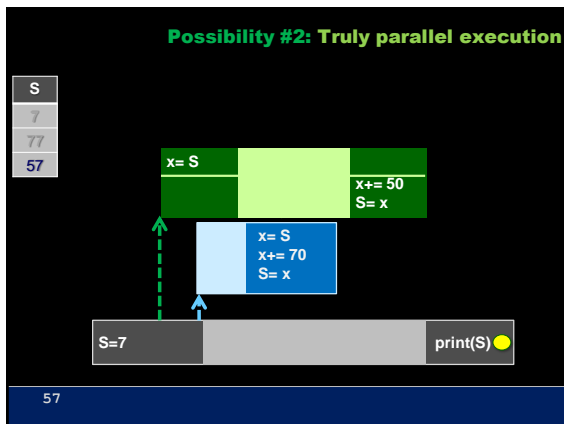 Possibility #2: Truly parallel execution
S
7
77
57
x= S
x+= 50
S= x
x= S
x+= 70
S= x
S=7
print(S)
57